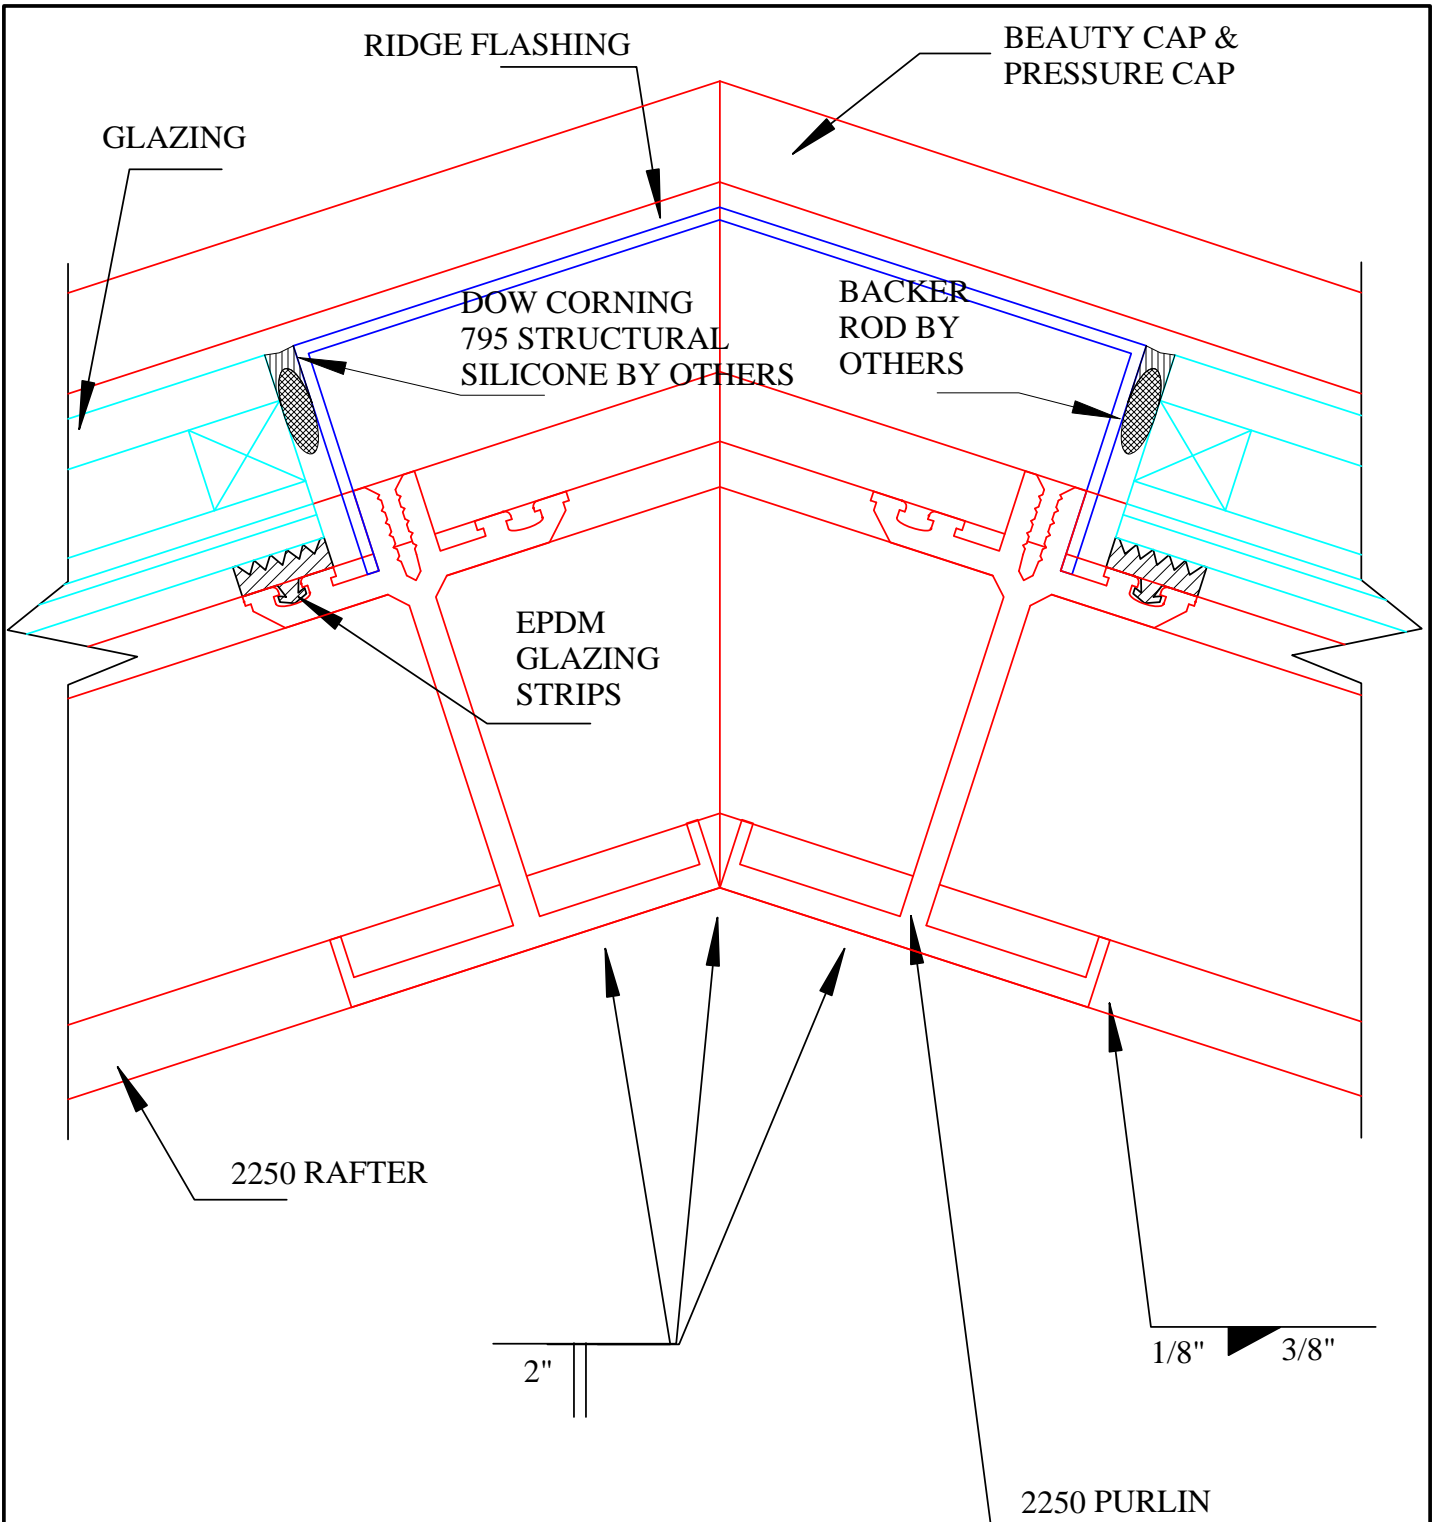 RIDGE FLASHING
BEAUTY CAP &
PRESSURE CAP
GLAZING
DOW CORNING
795 STRUCTURAL
SILICONE BY OTHERS
BACKER
ROD BY
OTHERS
EPDM
GLAZING
STRIPS
2250 RAFTER
2"
1/8" 3/8"
2250 PURLIN